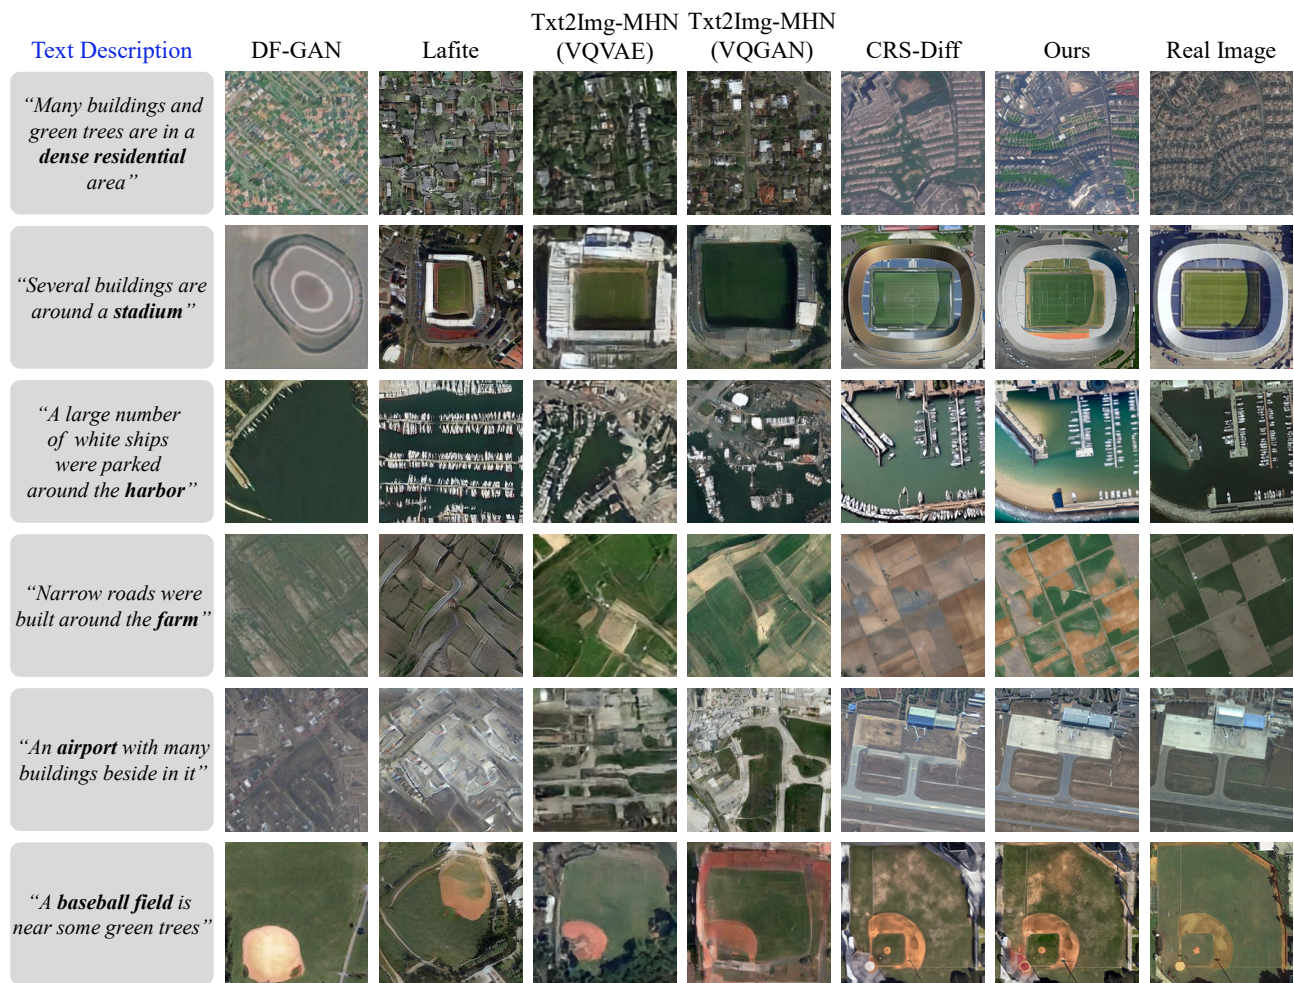 Text Description
DF-GAN
Lafite
Txt2Img-MHN
(VQVAE)
Txt2Img-MHN
(VQGAN)
CRS-Diff
Ours
Real Image
“Many buildings and
green trees are in a
dense residential
area”
“Several buildings are
around a stadium”
“A large number
of white ships
were parked
around the harbor”
“Narrow roads were
built around the farm”
“An airport with many
buildings beside in it”
“A baseball field is
near some green trees”